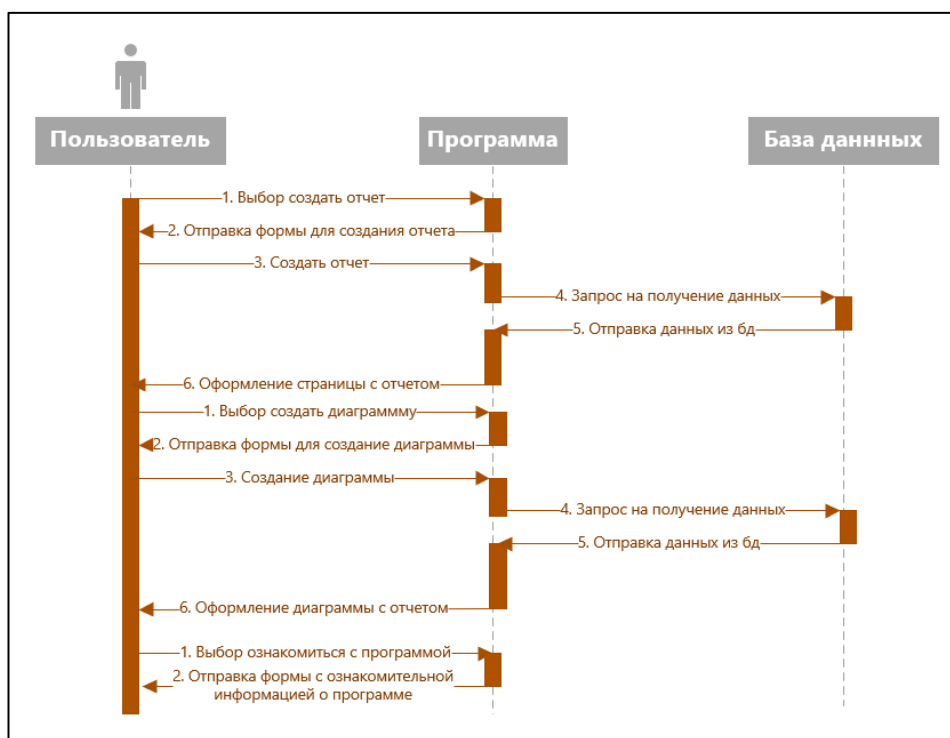 Пользователь
Программа
База даннных
1. Выбор создать отчет
2. Отправка формы для создания отчета
3. Создать отчет
4. Запрос на получение данных
5. Отправка данных из бд
6. Оформление страницы с отчетом
1. Выбор создать диаграммму
2. Отправка формы для создание диаграммы
3. Создание диаграммы
4. Запрос на получение данных
5. Отправка данных из бд
6. Оформление диаграммы с отчетом
1. Выбор ознакомиться с программой
2. Отправка формы с ознакомительной
информацией о программе